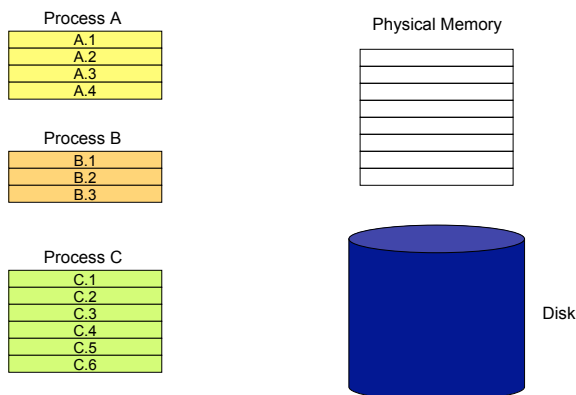 Process A
A.1
A.2
A.3
A.4
Process B
B.1
B.2
B.3
Process C
C.1
C.2
C.3
C.4
C.5
C.6
Physical Memory
Disk